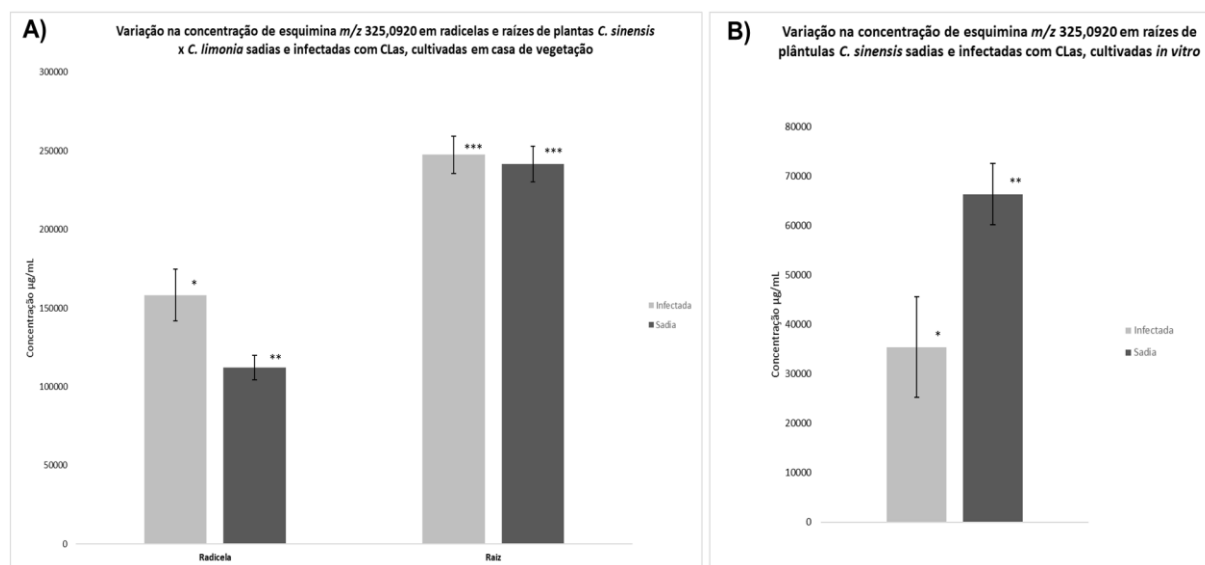 A)
Variação na concentração de esquimina m/z 325,0920 em radicelas e raízes de plantas C. sinensis
x C. limonia sadias e infectadas com CLas, cultivadas em casa de vegetação
300000
250000
200000
150000
100000
50000
0
Concentração µg/mL
*
**
***
***
Radicela
Raiz
Infectada
Sadia
B)
Variação na concentração de esquimina m/z 325,0920 em raízes de
plântulas C. sinensis sadias e infectadas com CLas, cultivadas in vitro
80000
70000
60000
50000
40000
30000
20000
10000
0
Concentração µg/mL
*
**
Infectada
Sadia